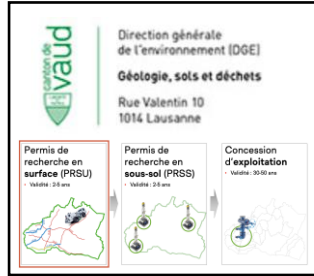 canton de
vaud
Direction générale
de l'environnement (DGE)
Géologie, sols et déchets
Rue Valentin 10
1014 Lausanne
Permis de
recherche en
surface (PRSU)
• Validité : 2-5 ans
Permis de
recherche en
sous-sol (PRSS)
• Validité : 2-5 ans
Concession
d'exploitation
• Validité : 30-50 ans